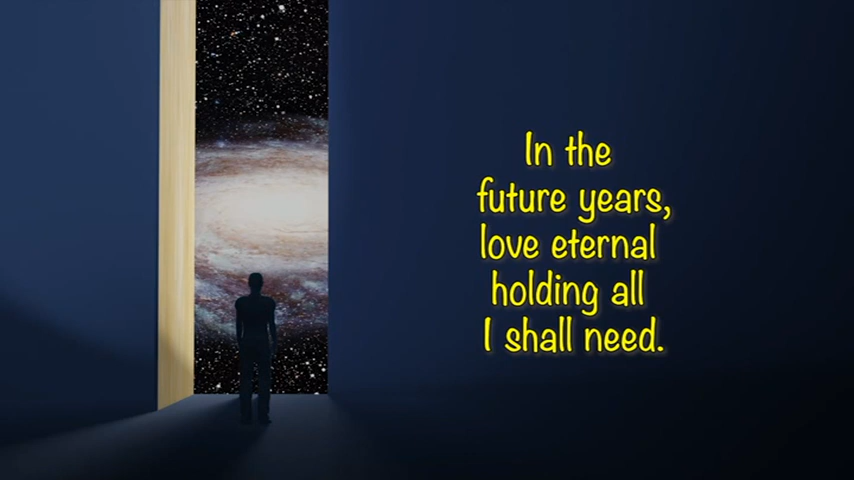 In the
future years,
love eternal
holding all
I shall need.